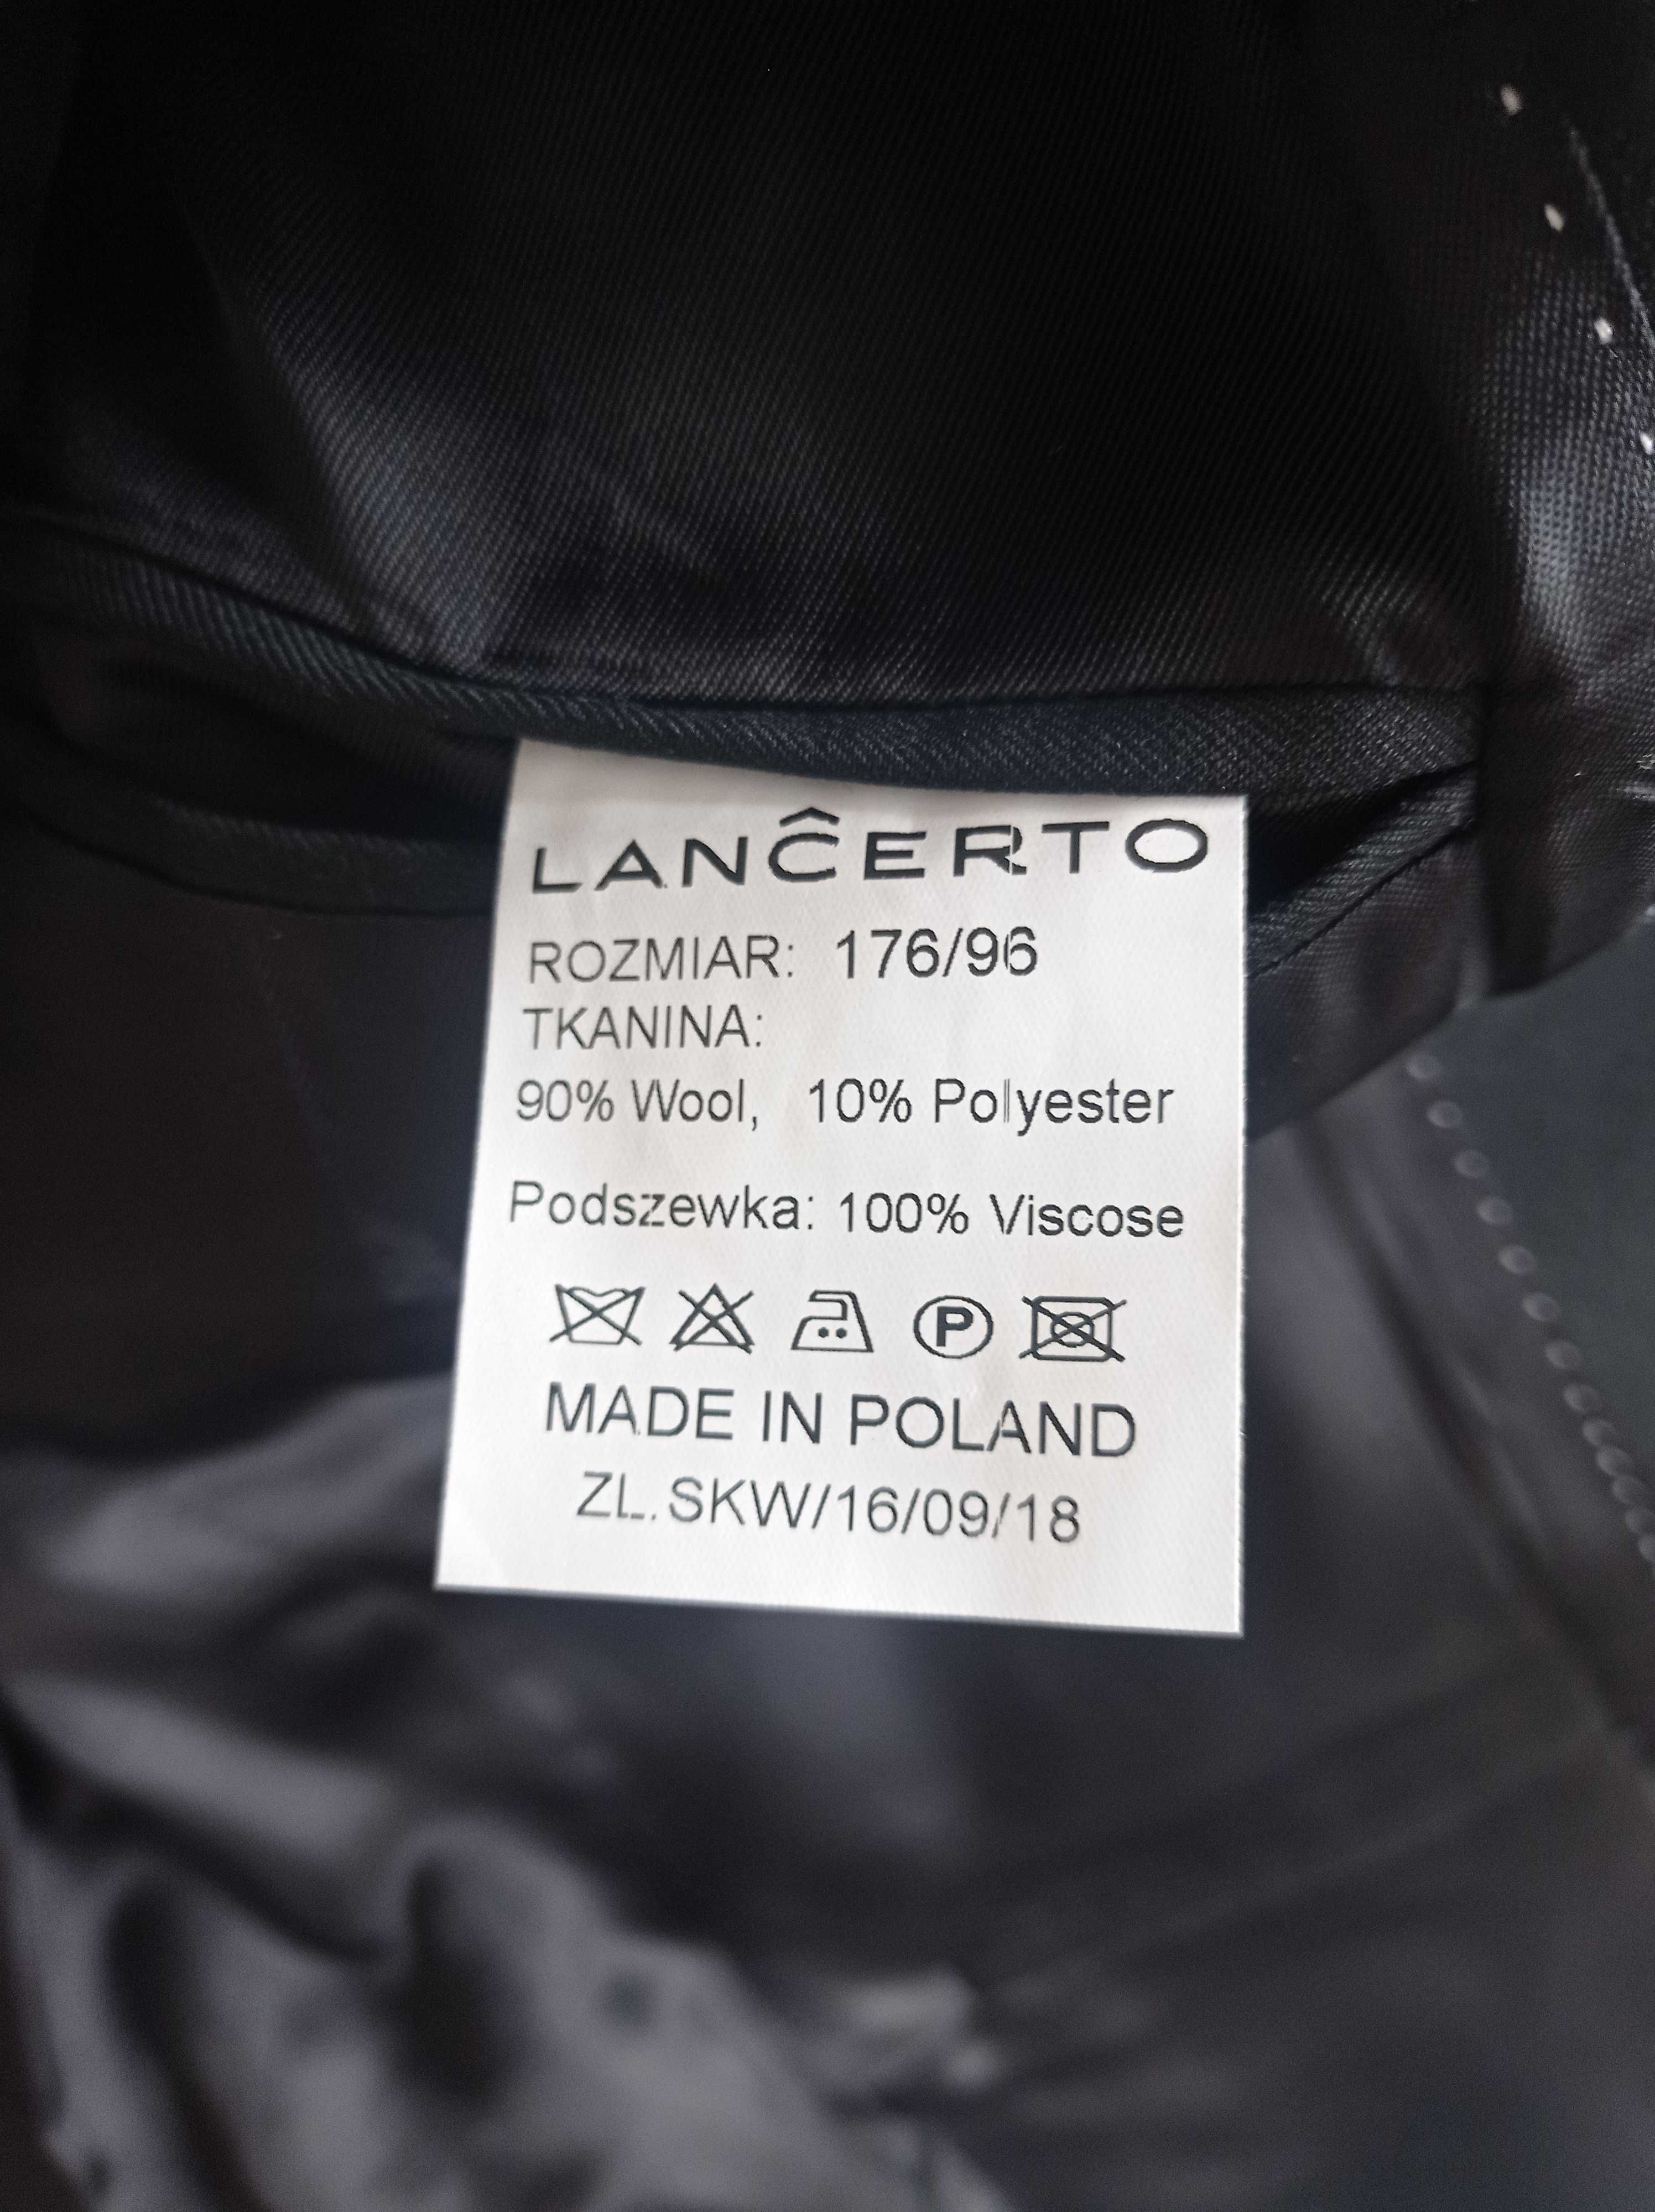 LANĈERTO
ROZMIAR: 176/96
TKANINA:
90% Wool, 10% Polyester
Podszewka: 100% Viscose
P
MADE IN POLAND
ZL.SKW/16/09/18